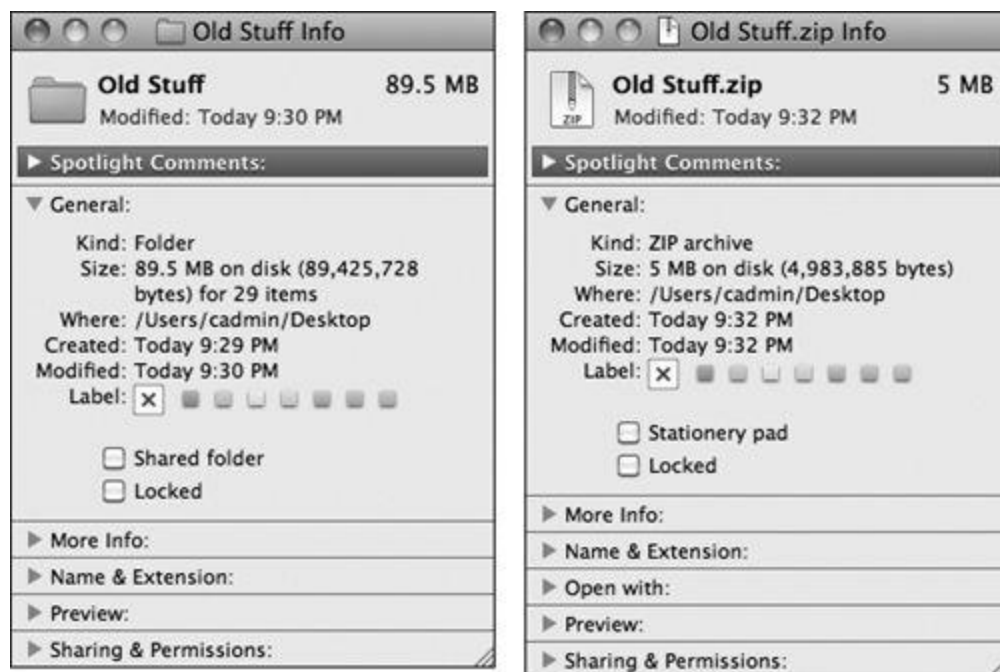 Old Stuff Info
Old Stuff
89.5 MB
Modified: Today 9:30 PM
Spotlight Comments:
General:
Kind: Folder
Size: 89.5 MB on disk (89,425,728
bytes) for 29 items
Where: /Users/cadmin/Desktop
Created: Today 9:29 PM
Modified: Today 9:30 PM
Label:
Shared folder
Locked
More Info:
Name & Extension:
Preview:
Sharing & Permissions:
Old Stuff.zip Info
ZIP
Old Stuff.zip
5 MB
Modified: Today 9:32 PM
Spotlight Comments:
General:
Kind: ZIP archive
Size: 5 MB on disk (4,983,885 bytes)
Where: /Users/cadmin/Desktop
Created: Today 9:32 PM
Modified: Today 9:32 PM
Label:
Stationery pad
Locked
More Info:
Name & Extension:
Open with:
Preview:
Sharing & Permissions: